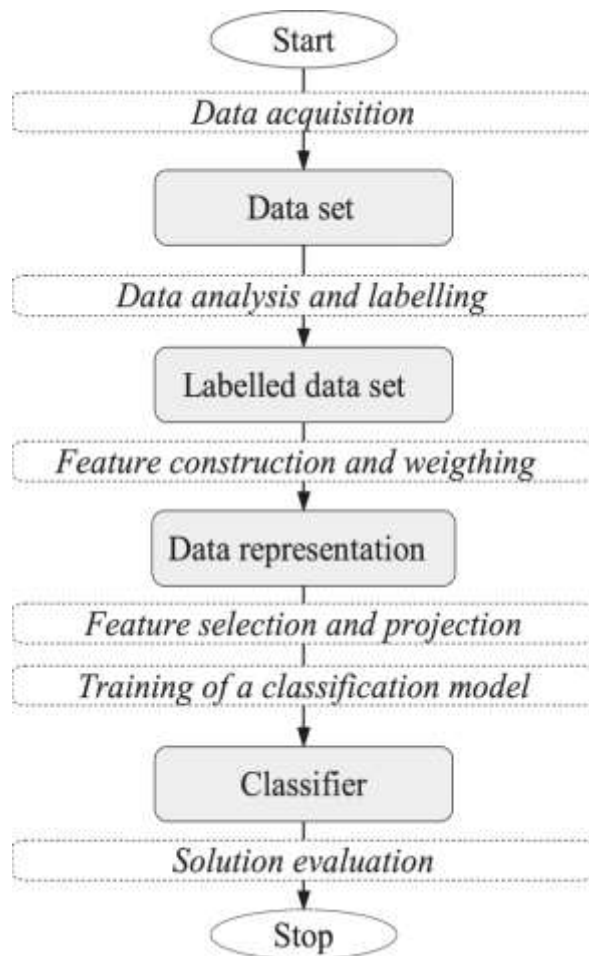 Start
Data acquisition
Data set
Data analysis and labelling
Labelled data set
Feature construction and weigthing
Data representation
Feature selection and projection
Training of a classification model
Classifier
Solution evaluation
Stop